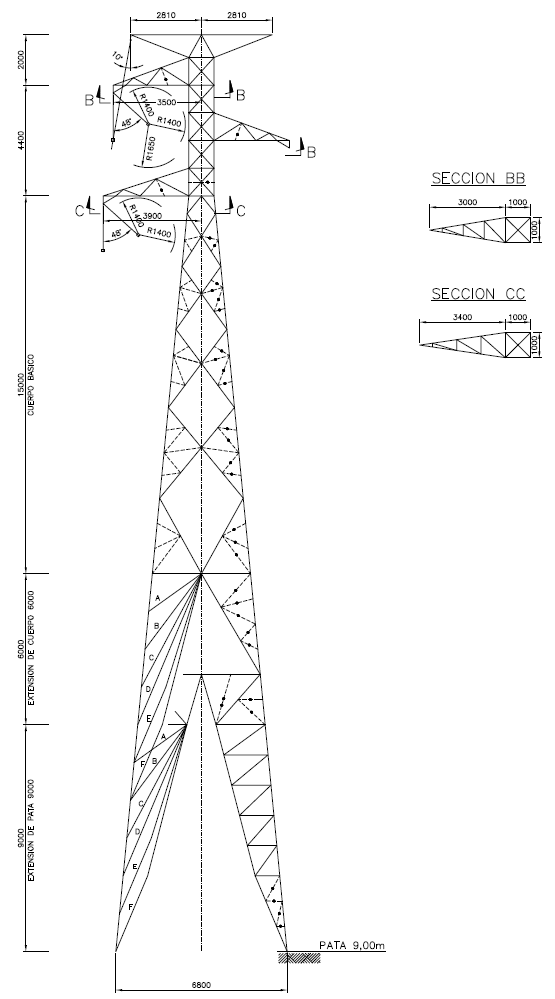 2810 2810
2000
10°
B B
R1400
3500
48°
R1400
R1650
4400
B
SECCION BB
3000 1000
1000
C C
R1400
3900
48°
R1400
SECCION CC
3400 1000
1000
15000
CUERPO BASICO
A
B
C
D
E
F
6000
EXTENSION DE CUERPO 6000
A
B
C
D
E
F
9000
EXTENSION DE PATA 9000
PATA 9,00m
6800